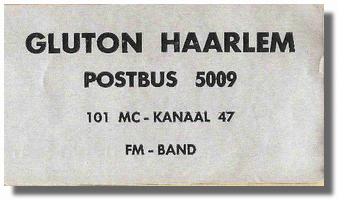 GLUTON HAARLEM
POSTBUS 5009
101 MC - KANAAL 47
FM - BAND